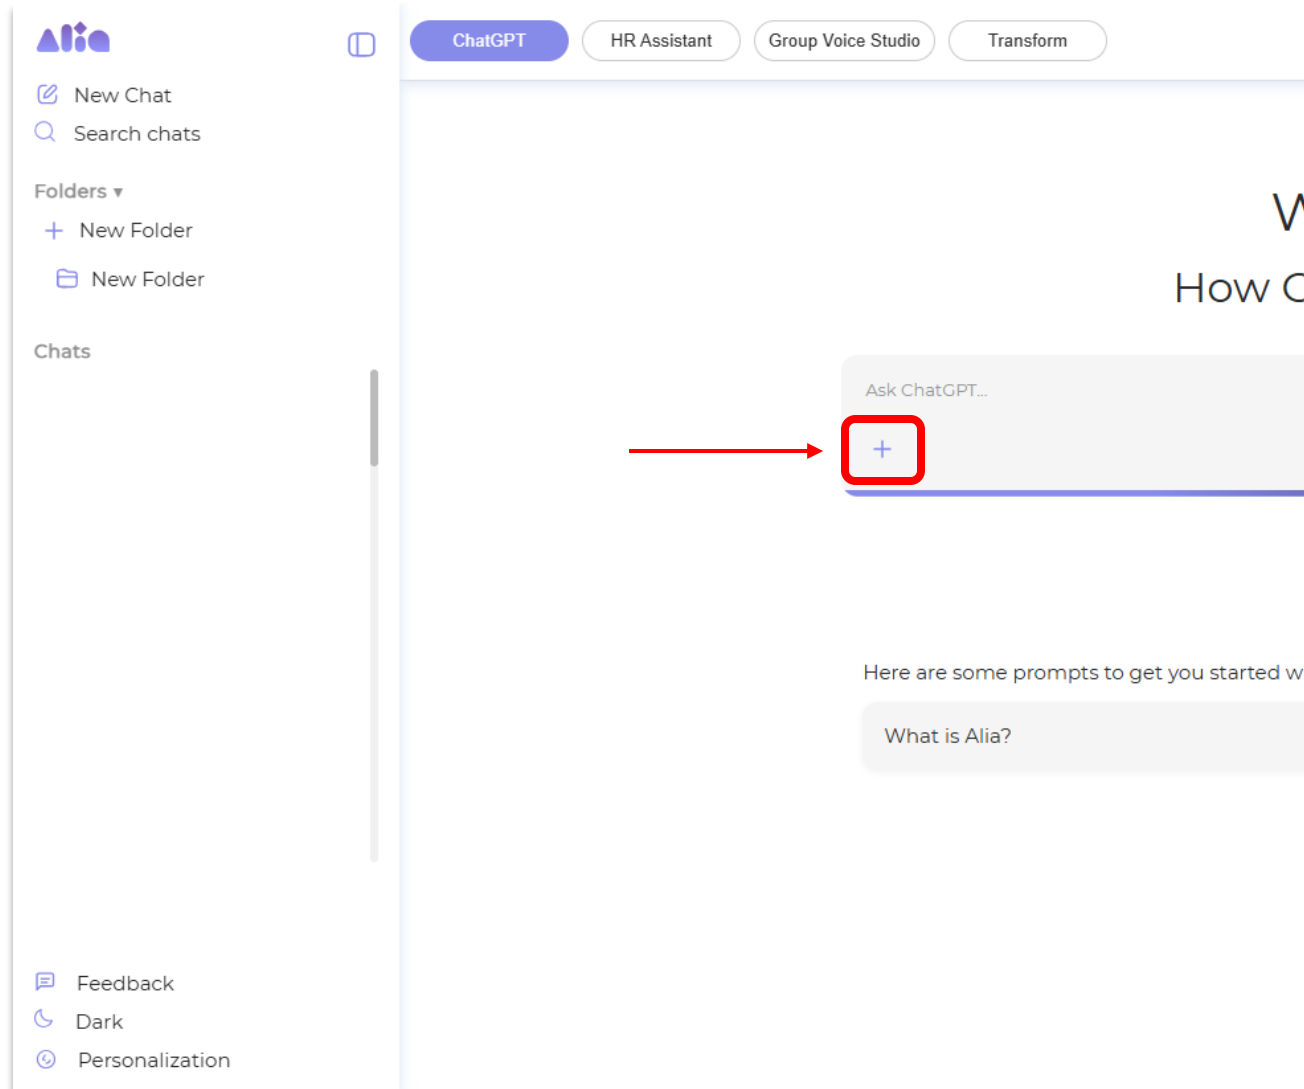 Alia
New Chat
Search chats
Folders ▾
New Folder
New Folder
Chats
Feedback
Dark
Personalization
ChatGPT
HR Assistant
Group Voice Studio
Transform
W
How C
Ask ChatGPT...
Here are some prompts to get you started w
What is Alia?